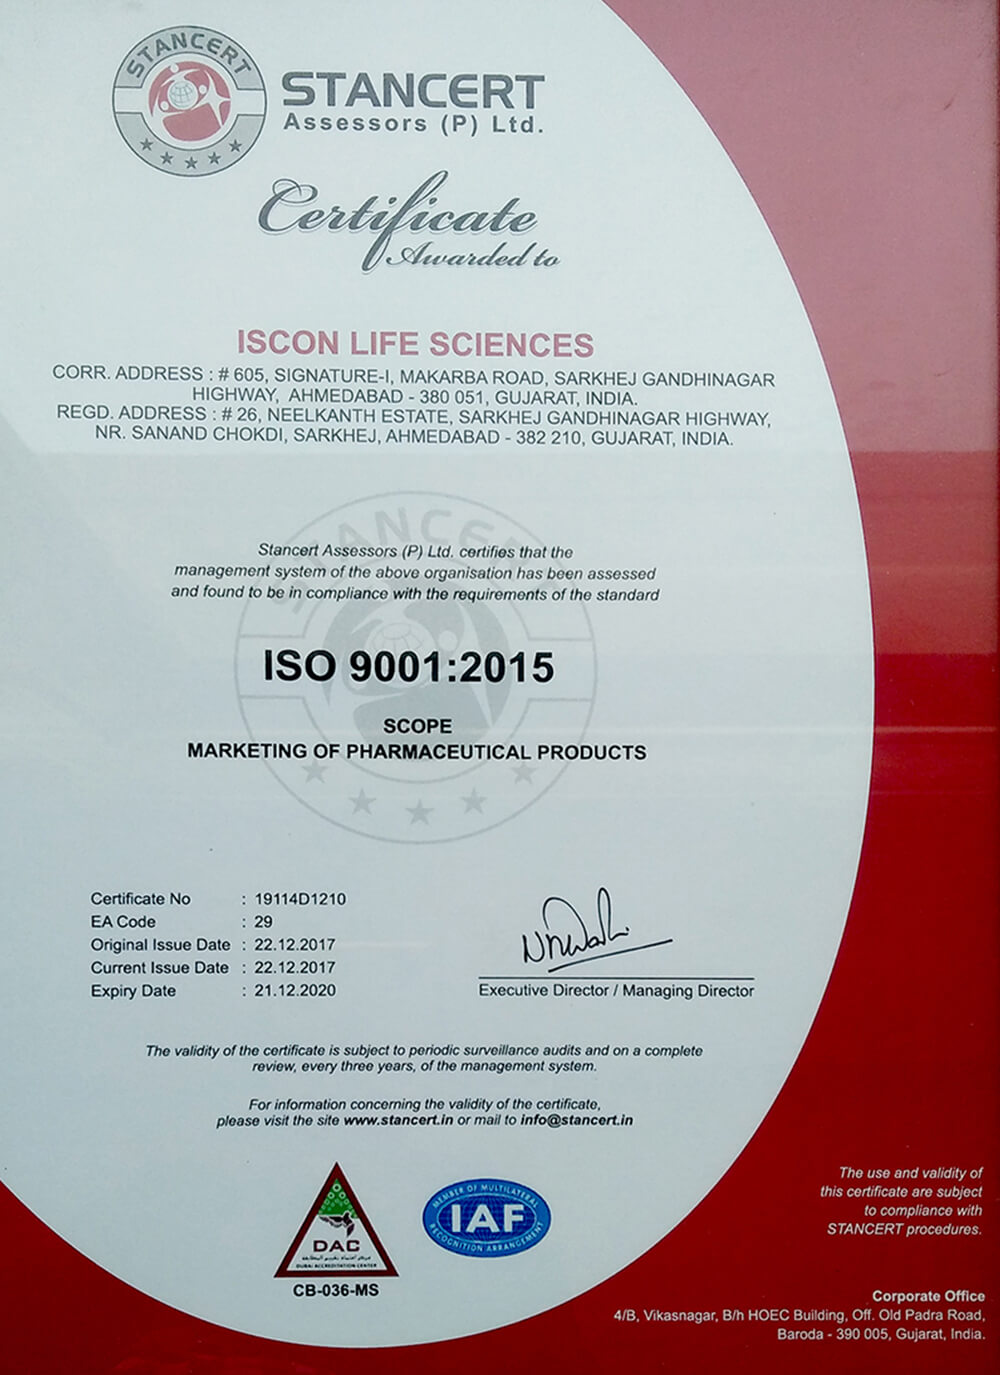 STANCERT
STANCERT
Assessors (P) Ltd.
Certificate
Awarded to
ISCON LIFE SCIENCES
CORR. ADDRESS : # 605, SIGNATURE-I, MAKARBA ROAD, SARKHEJ GANDHINAGAR
HIGHWAY, AHMEDABAD - 380 051, GUJARAT, INDIA.
REGD. ADDRESS : # 26, NEELKANTH ESTATE, SARKHEJ GANDHINAGAR HIGHWAY,
NR. SANAND CHOKDI, SARKHEJ, AHMEDABAD - 382 210, GUJARAT, INDIA.
STANCERT
Stancert Assessors (P) Ltd. certifies that the
management system of the above organisation has been assessed
and found to be in compliance with the requirements of the standard
ISO 9001:2015
SCOPE
MARKETING OF PHARMACEUTICAL PRODUCTS
Certificate No : 19114D1210
EA Code : 29
Original Issue Date : 22.12.2017
Current Issue Date : 22.12.2017
Expiry Date : 21.12.2020
Executive Director / Managing Director
The validity of the certificate is subject to periodic surveillance audits and on a complete
review, every three years, of the management system.
For information concerning the validity of the certificate,
please visit the site www.stancert.in or mail to info@stancert.in
DAC
DUBAI ACCREDITATION CENTER
CB-036-MS
MEMBER OF MULTILATERAL
IAF
RECOGNITION ARRANGEMENT
The use and validity of
this certificate are subject
to compliance with
STANCERT procedures.
Corporate Office
4/B, Vikasnagar, B/h HOEC Building, Off. Old Padra Road,
Baroda - 390 005, Gujarat, India.